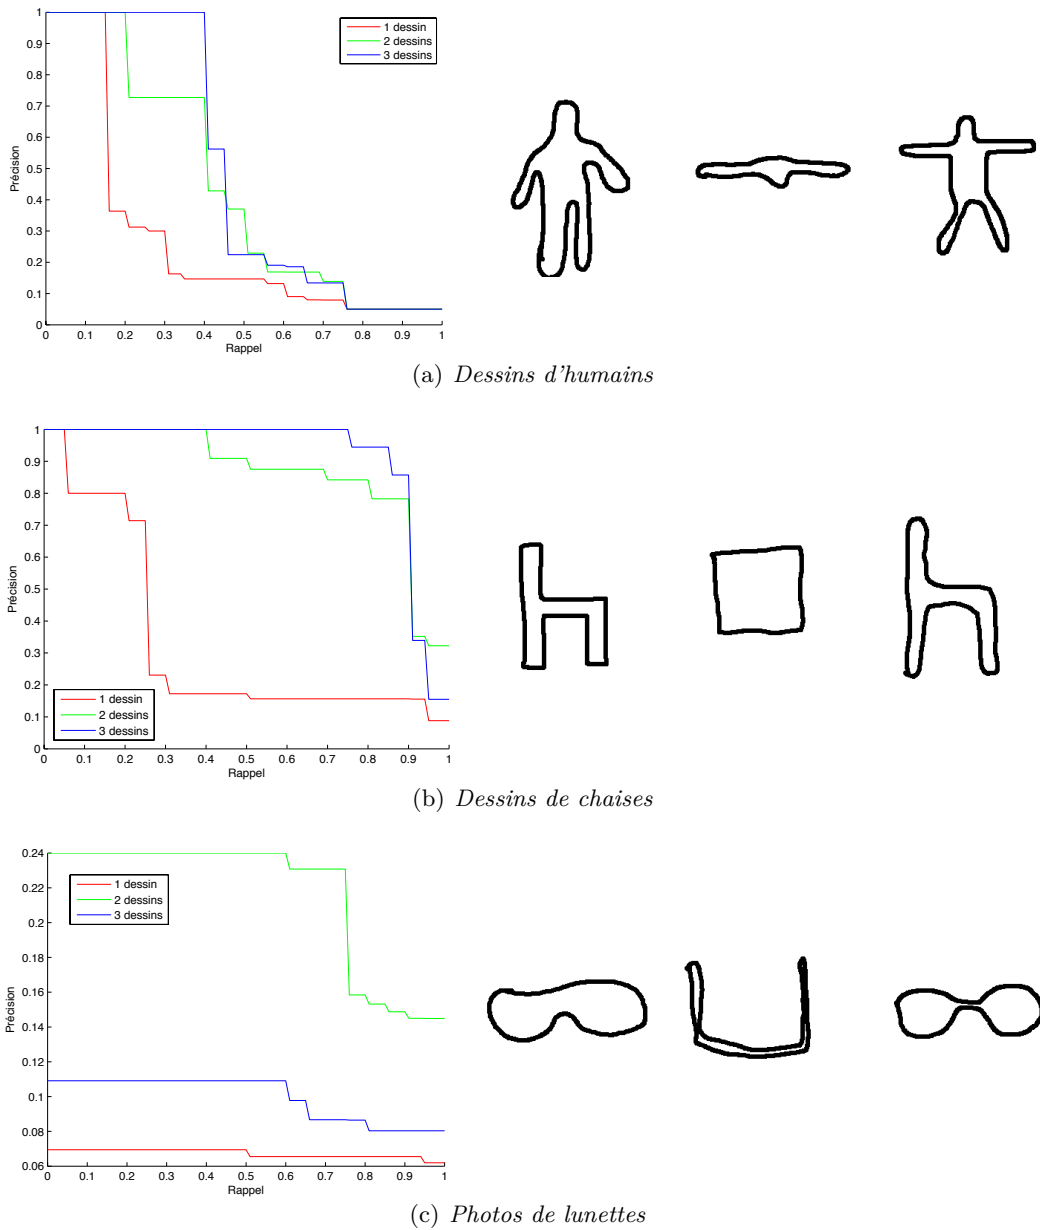 1
0.9
0.8
0.7
0.6
0.5
0.4
0.3
0.2
0.1
0
Précision
1 dessin
2 dessins
3 dessins
0 0.1 0.2 0.3 0.4 0.5 0.6 0.7 0.8 0.9 1
Rappel
(a) Dessins d'humains
1
0.9
0.8
0.7
0.6
0.5
0.4
0.3
0.2
0.1
0
Précision
1 dessin
2 dessins
3 dessins
0 0.1 0.2 0.3 0.4 0.5 0.6 0.7 0.8 0.9 1
Rappel
(b) Dessins de chaises
0.24
0.22
0.2
0.18
0.16
0.14
0.12
0.1
0.08
0.06
Précision
1 dessin
2 dessins
3 dessins
0 0.1 0.2 0.3 0.4 0.5 0.6 0.7 0.8 0.9 1
Rappel
(c) Photos de lunettes